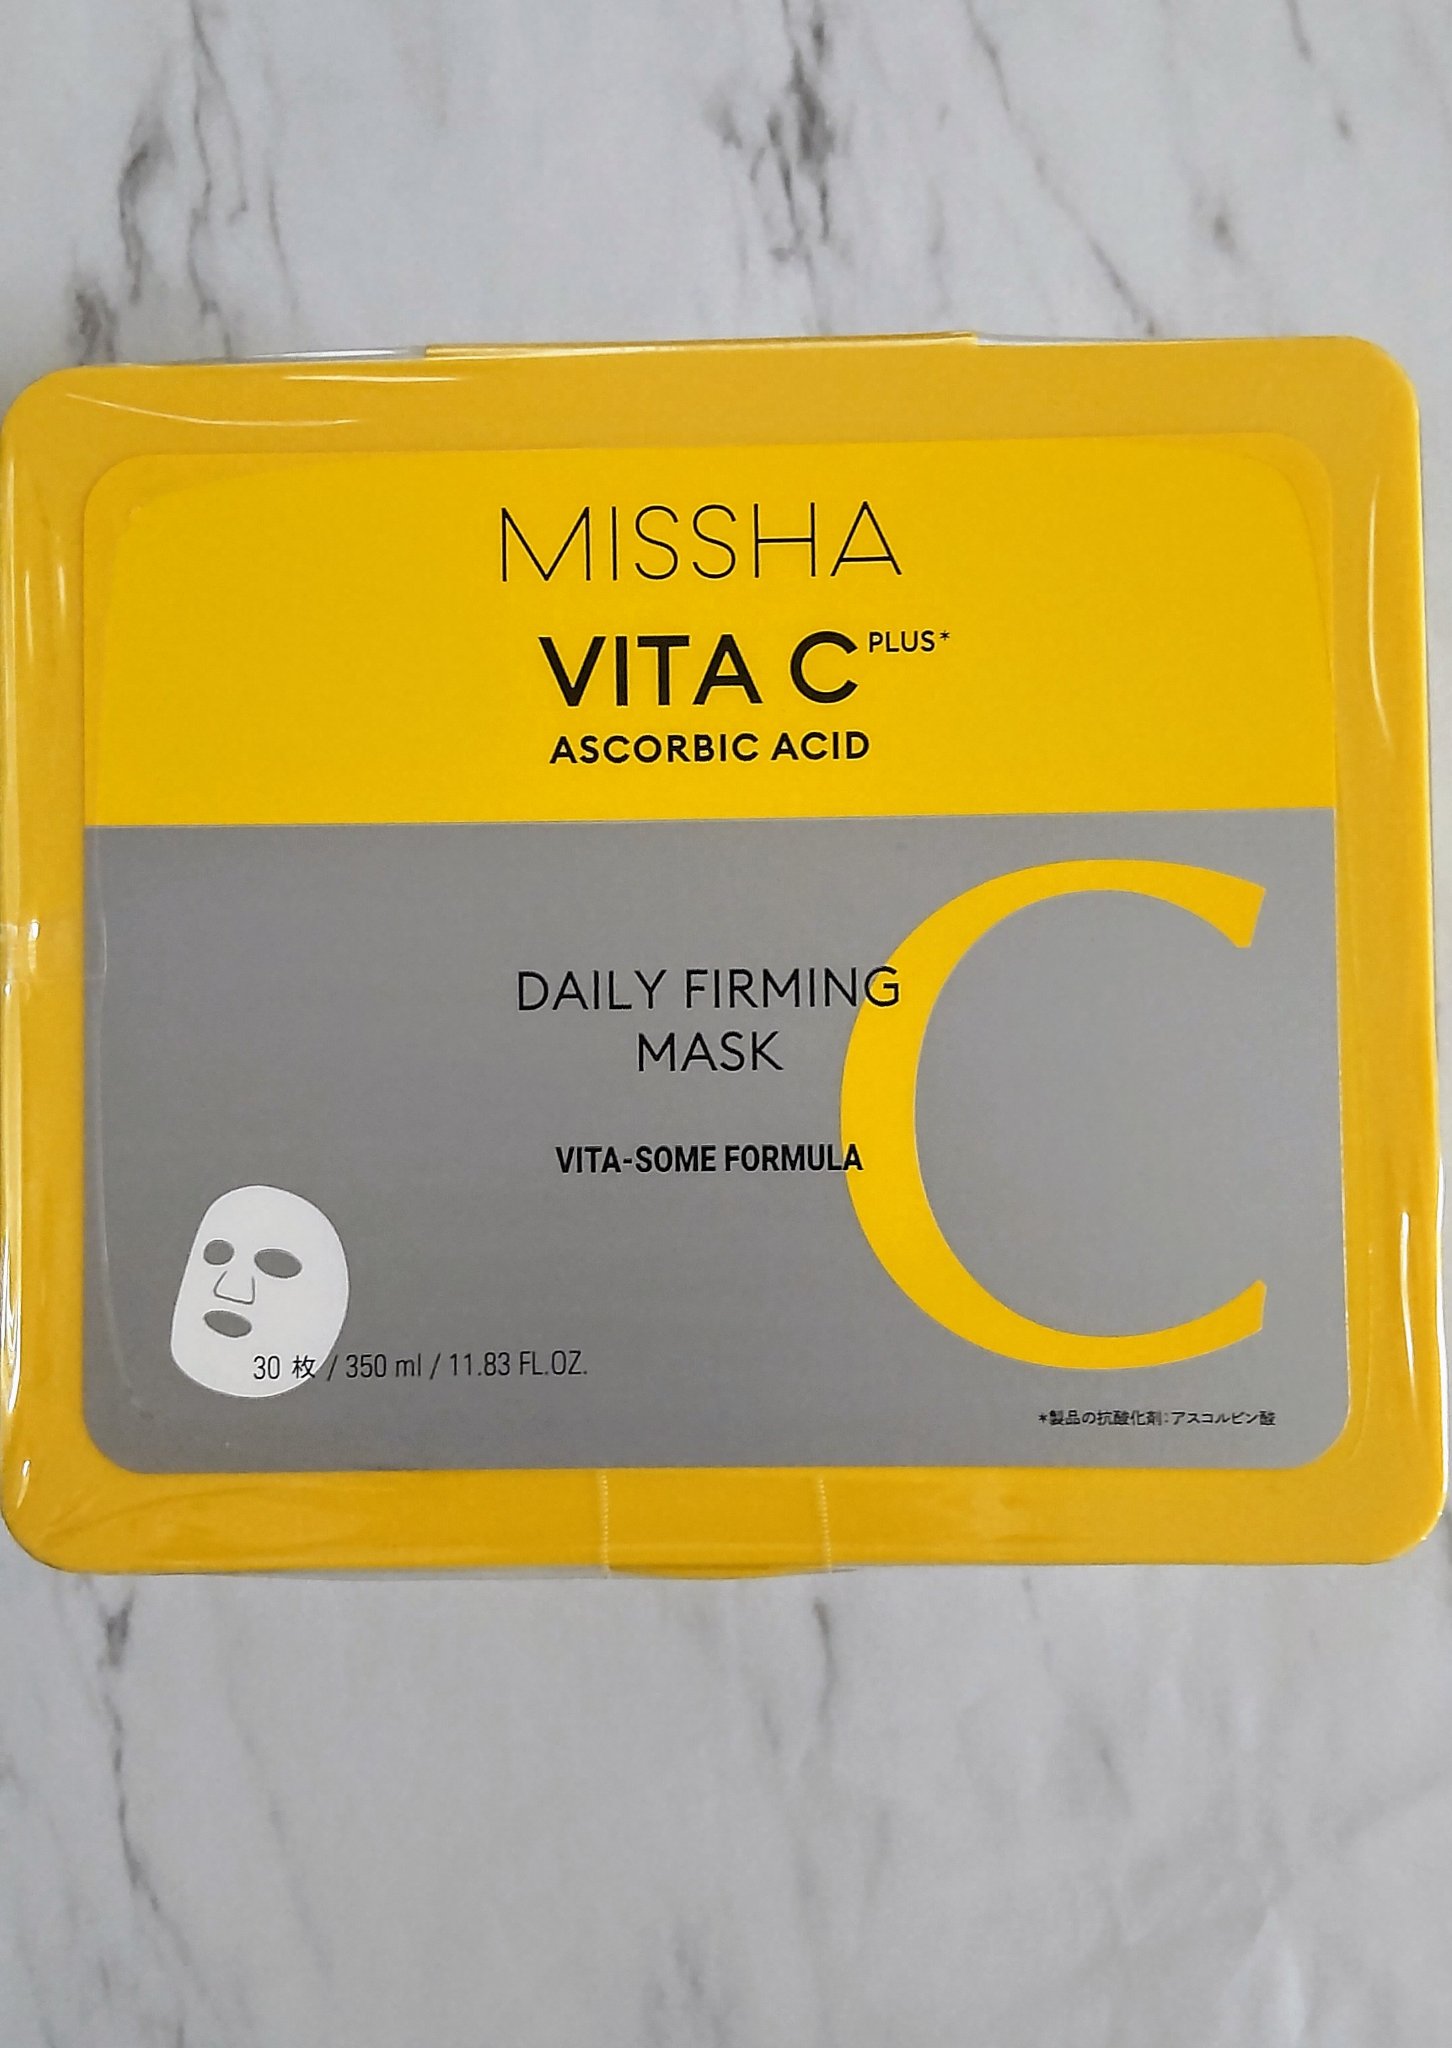 MISSHA
VITA C PLUS*
ASCORBIC ACID
DAILY FIRMING
MASK
VITA-SOME FORMULA
30 枚 / 350 ml / 11.83 FL.OZ.
*製品の抗酸化剤：アスコルビン酸